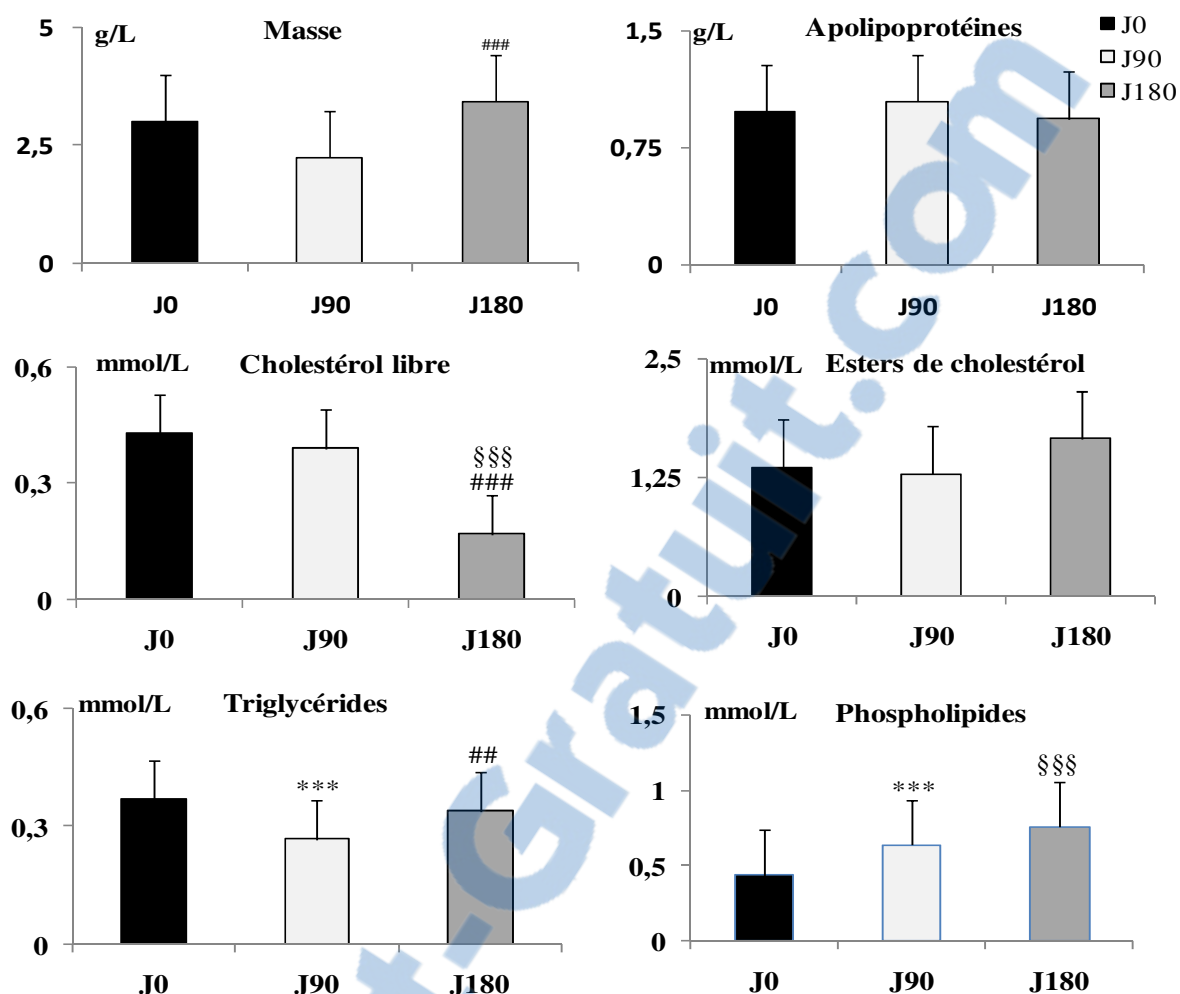 g/L Masse
###
5
2,5
0
J0 J90 J180
g/L Apolipoprotéines
1,5
0,75
0
J0 J90 J180
J0
J90
J180
mmol/L Cholestérol libre
0,6
0,3
0
§§§
###
J0 J90 J180
mmol/L Esters de cholestérol
2,5
1,25
0
J0 J90 J180
mmol/L Triglycérides
0,6
0,3
0
***
##
J0 J90 J180
mmol/L Phospholipides
1,5
1
0,5
0
***
§§§
J0 J90 J180
t-Gratuit.com